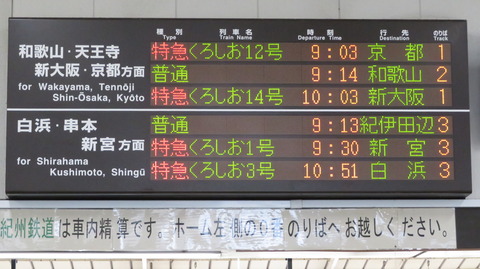 種別 列車名 時刻 行先 のりば
Type Train Name Departure Time Destination Track
和歌山・天王寺
新大阪・京都方面
for Wakayama, Tennōji
Shin-Ōsaka, Kyōto
特急くろしお12号 9:03 京都 1
普通 9:14 和歌山 2
特急くろしお14号 10:03 新大阪 1
白浜・串本
新宮方面
for Shirahama
Kushimoto, Shingū
普通 9:13 紀伊田辺 3
特急くろしお1号 9:30 新宮 3
特急くろしお3号 10:51 白浜 3
紀州鉄道は車内精算です。ホーム左側の0番のりばへお越しください。